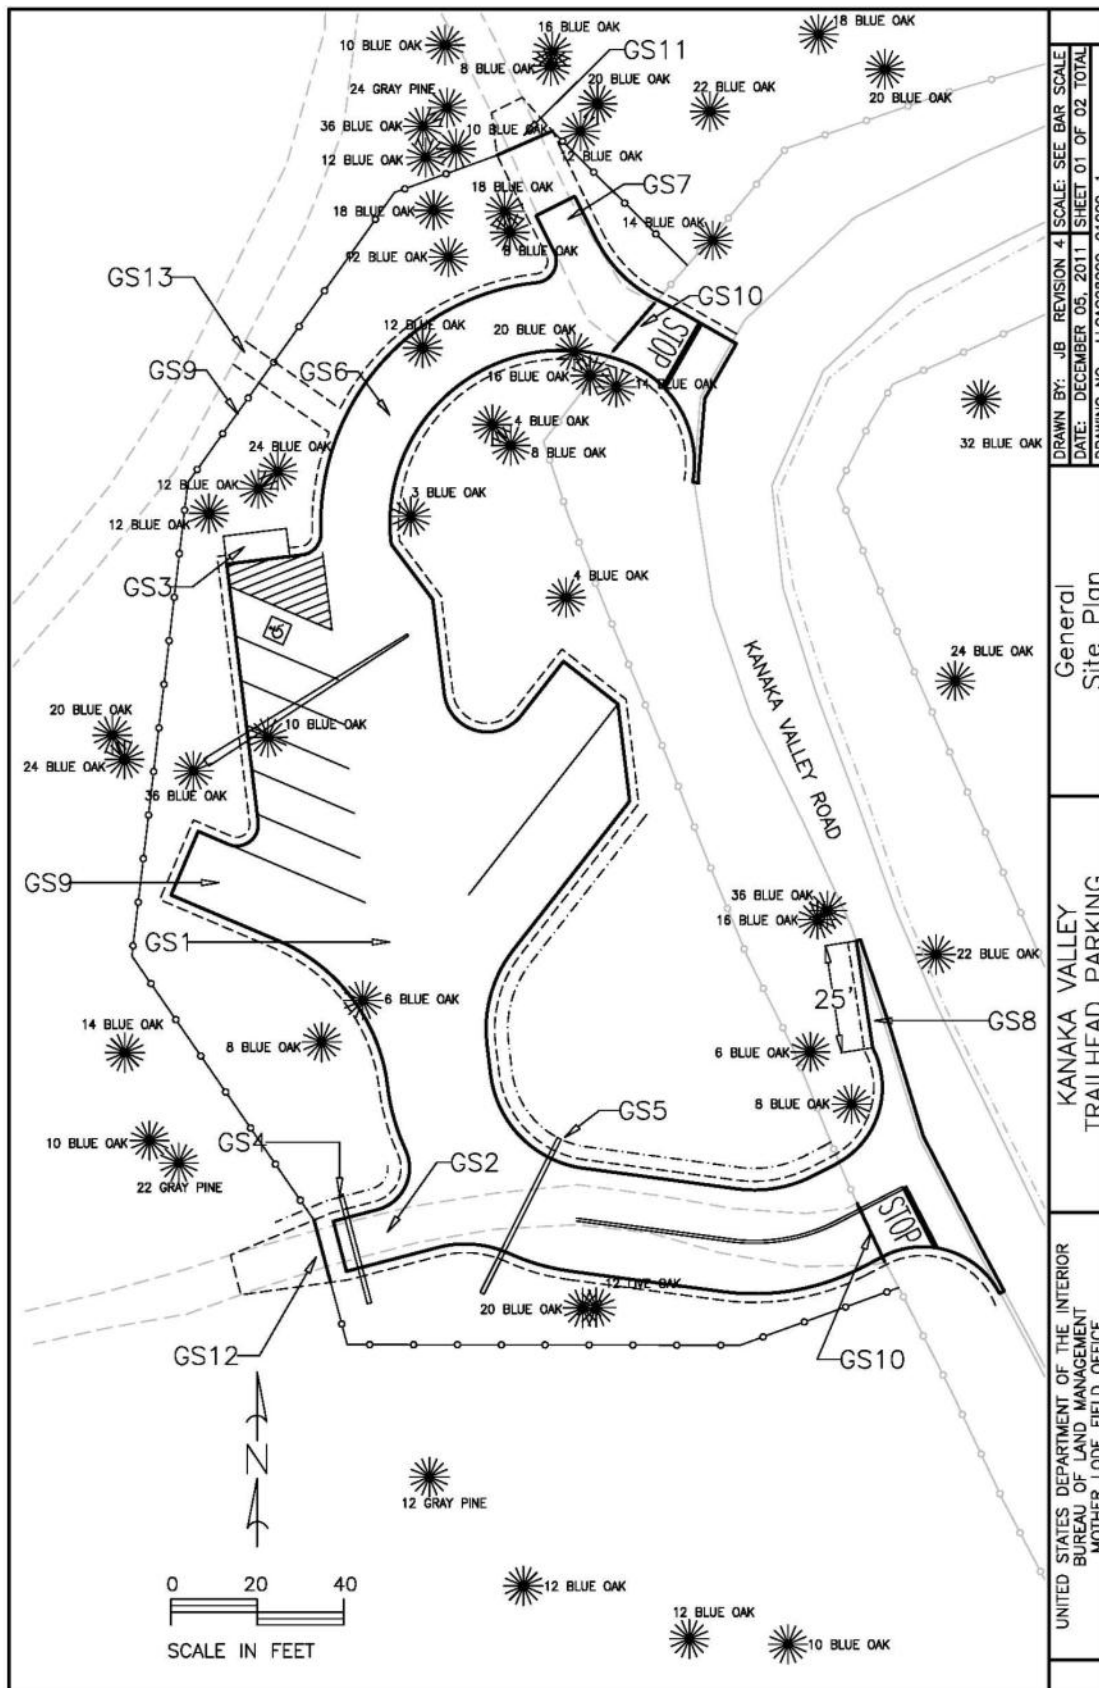 10 BLUE OAK
16 BLUE OAK
8 BLUE OAK
GS11
18 BLUE OAK
20 BLUE OAK
24 GRAY PINE
20 BLUE OAK
22 BLUE OAK
36 BLUE OAK
10 BLUE OAK
12 BLUE OAK
12 BLUE OAK
GS7
18 BLUE OAK
18 BLUE OAK
14 BLUE OAK
8 BLUE OAK
12 BLUE OAK
GS13
GS10
STOP
12 BLUE OAK
20 BLUE OAK
GS9
GS6
16 BLUE OAK
14 BLUE OAK
4 BLUE OAK
8 BLUE OAK
32 BLUE OAK
24 BLUE OAK
12 BLUE OAK
12 BLUE OAK
3 BLUE OAK
GS3
4 BLUE OAK
KANAKA VALLEY ROAD
24 BLUE OAK
20 BLUE OAK
10 BLUE OAK
24 BLUE OAK
36 BLUE OAK
GS9
36 BLUE OAK
16 BLUE OAK
GS1
22 BLUE OAK
6 BLUE OAK
25'
GS8
14 BLUE OAK
8 BLUE OAK
6 BLUE OAK
8 BLUE OAK
GS5
10 BLUE OAK
GS4
GS2
22 GRAY PINE
STOP
12 LIVE OAK
20 BLUE OAK
GS12
GS10
N
12 GRAY PINE
0 20 40
SCALE IN FEET
12 BLUE OAK
12 BLUE OAK
10 BLUE OAK
UNITED STATES DEPARTMENT OF THE INTERIOR
BUREAU OF LAND MANAGEMENT
MOTHER LODE FIELD OFFICE
KANAKA VALLEY
TRAILHEAD PARKING
General
Site Plan
DRAWN BY: JB REVISION 4 SCALE: SEE BAR SCALE
DATE: DECEMBER 05, 2011 SHEET 01 OF 02 TOTAL
DRAWING NO.